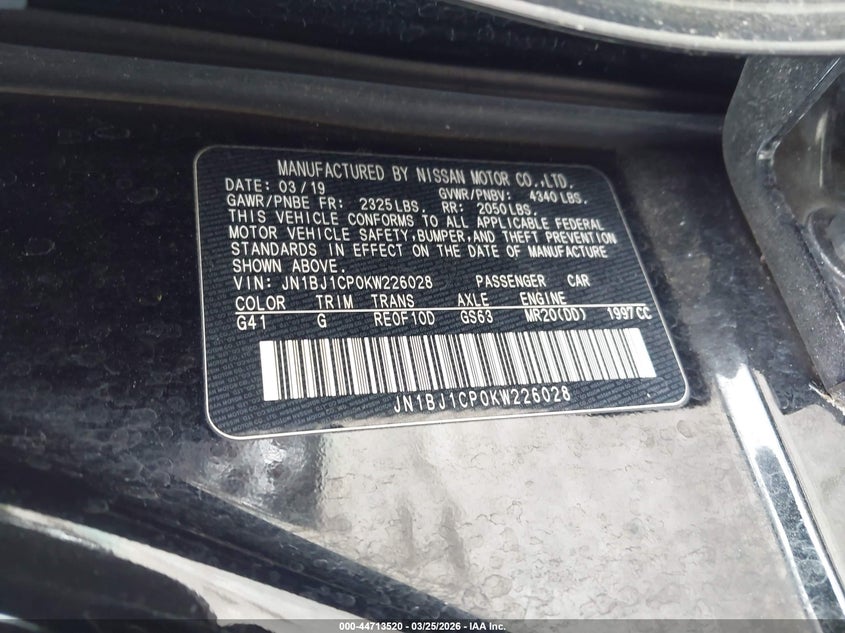 MANUFACTURED BY NISSAN MOTOR CO.,LTD.
DATE: 03/19 GVWR/PNBV: 4340 LBS.
GAWR/PNBE FR: 2325 LBS, RR: 2050 LBS,
THIS VEHICLE CONFORMS TO ALL APPLICABLE FEDERAL
MOTOR VEHICLE SAFETY,BUMPER,AND THEFT PREVENTION
STANDARDS IN EFFECT ON THE DATE OF MANUFACTURE
SHOWN ABOVE.
VIN: JN1BJ1CP0KW226028 PASSENGER CAR
COLOR TRIM TRANS AXLE ENGINE
G41 G RE0F10D GS63 MR20(DD) 1997CC
JN1BJ1CP0KW226028
000-44713520 | 03/25/2026 - IAA Inc.